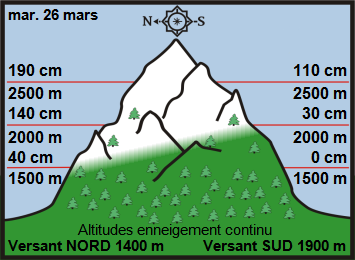 mar. 26 mars
N S
190 cm 110 cm
2500 m 2500 m
140 cm 30 cm
2000 m 2000 m
40 cm 0 cm
1500 m 1500 m
Altitudes enneigement continu
Versant NORD 1400 m Versant SUD 1900 m